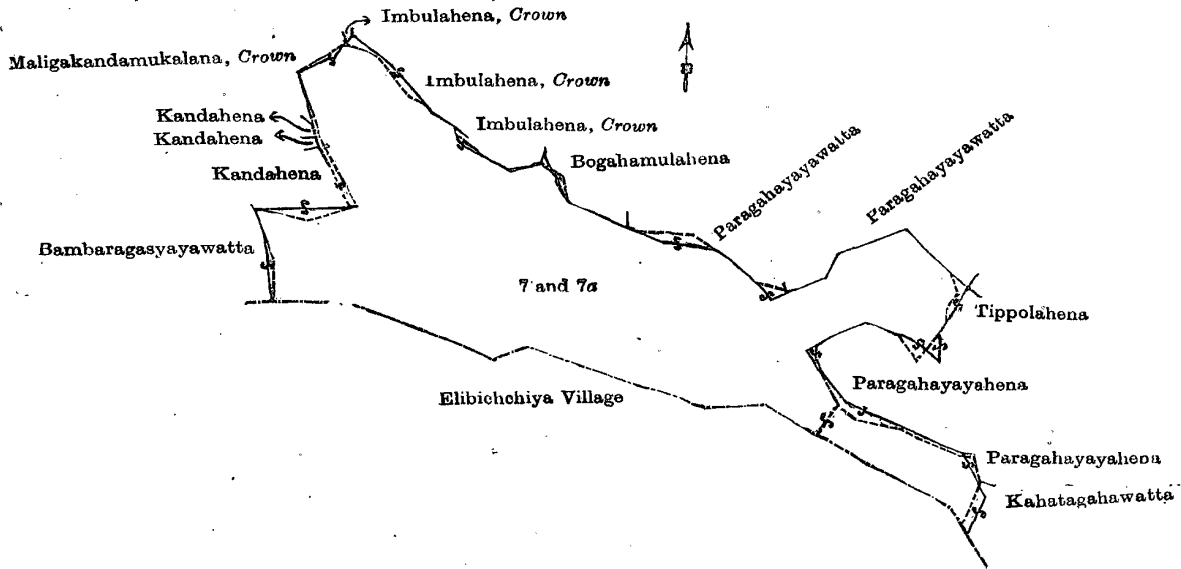 Imbulahena, Crown
Maligakandamukalana, Crown
Imbulahena, Crown
Kandahena
Kandahena
Imbulahena, Crown
Kandahena
Bogahamulahena
Paragahayayawatta
Paragahayayawatta
Bambaragasyayawatta
7 and 7a
Tippolahena
Paragahayayahena
Elibichchiya Village
Paragahayayahena
Kahatagahawatta